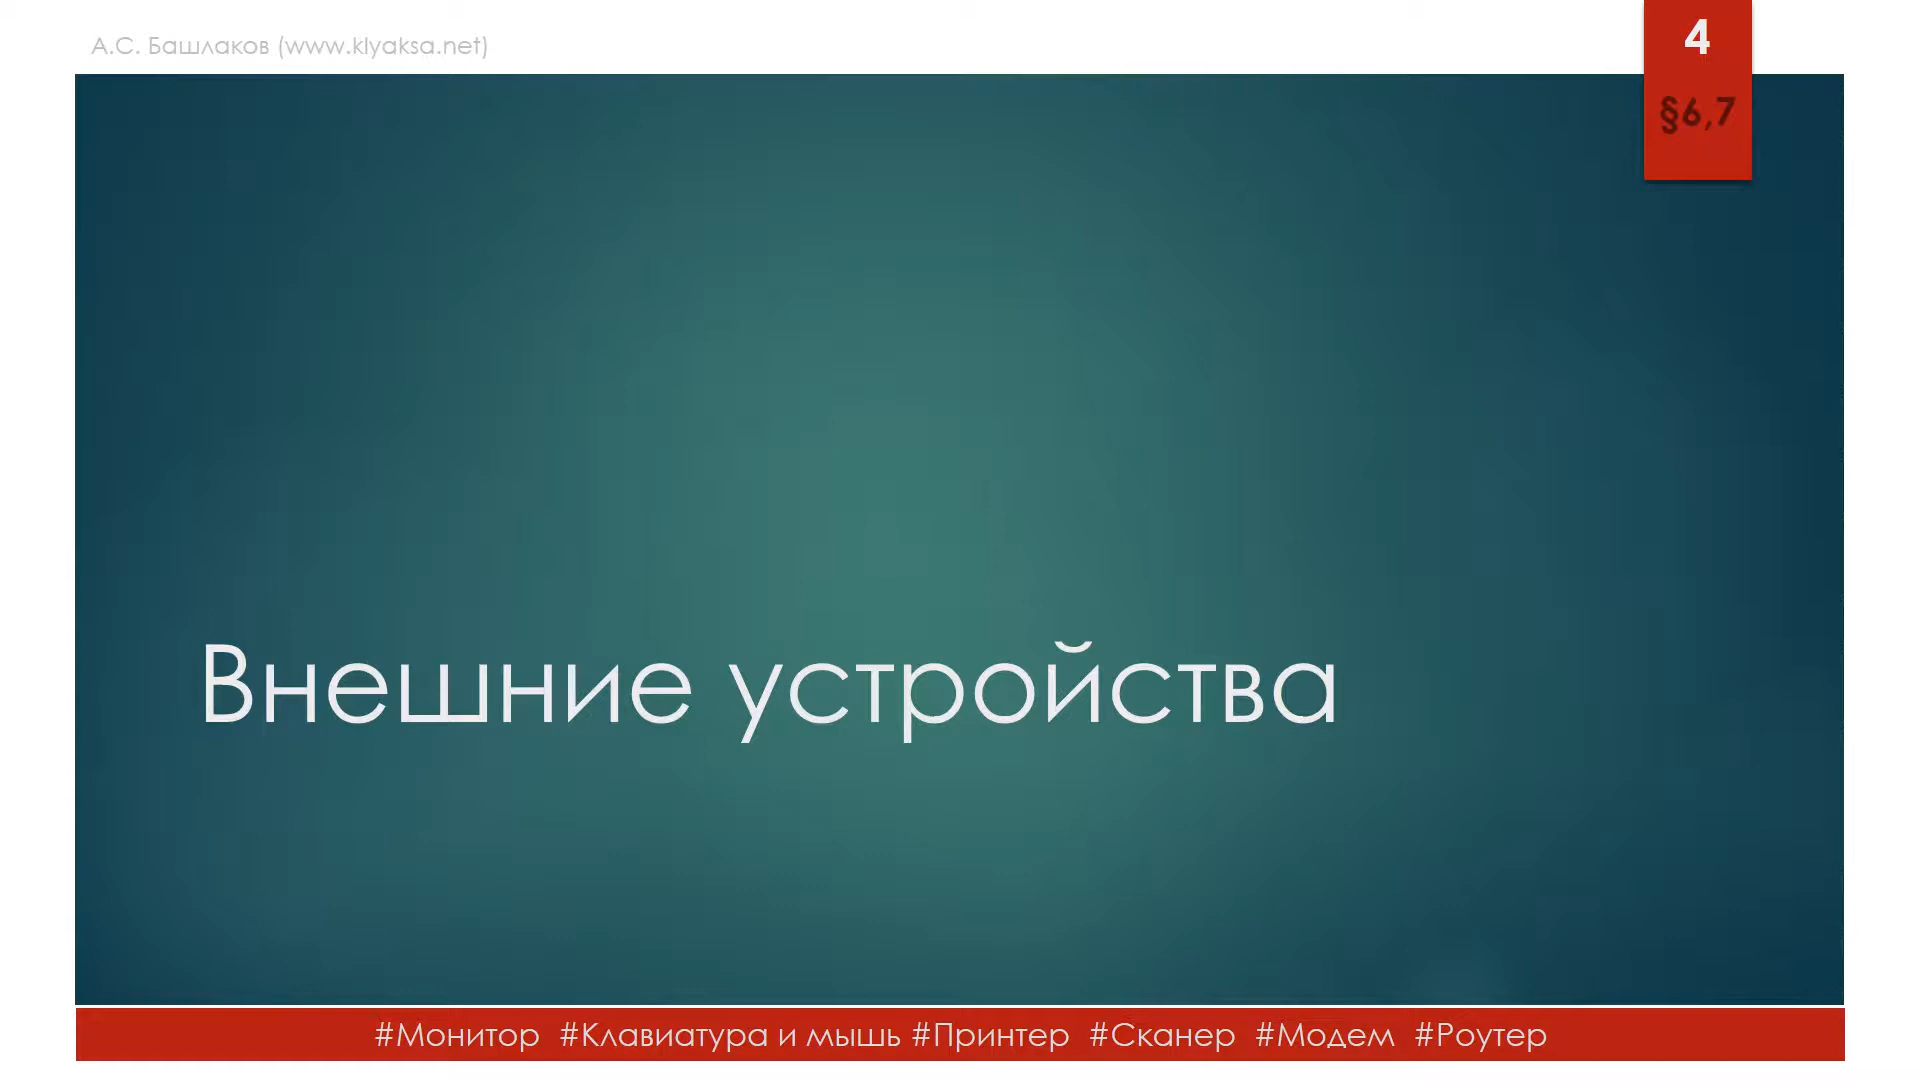 А.С. Башлаков (www.klyaksa.net)
4
§6,7
Внешние устройства
#Монитор #Клавиатура и мышь #Принтер #Сканер #Модем #Роутер